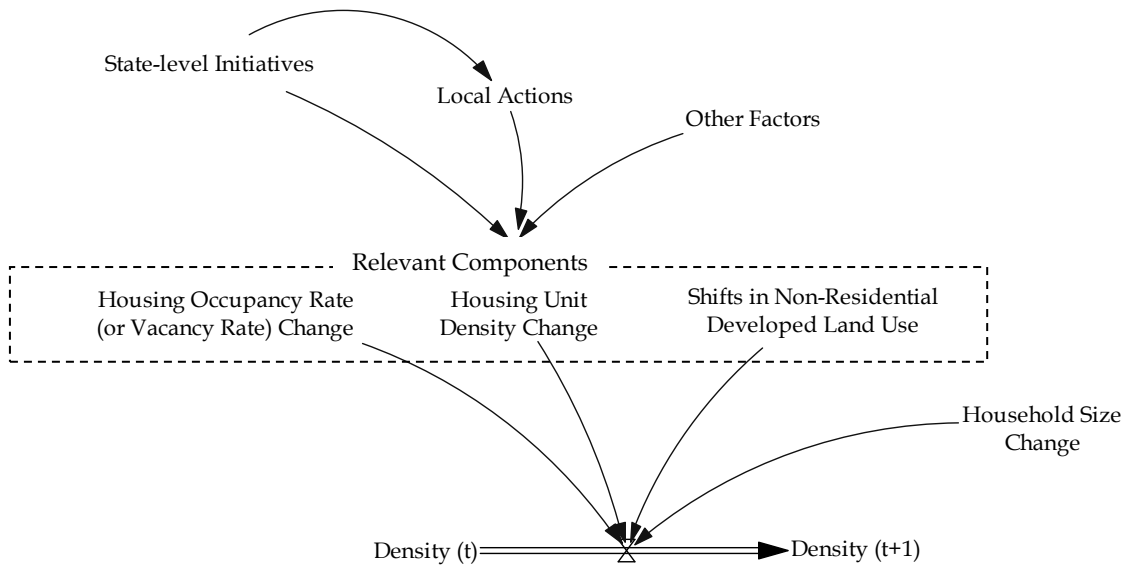 State-level Initiatives
Local Actions
Other Factors
Relevant Components
Housing Occupancy Rate
(or Vacancy Rate) Change
Housing Unit
Density Change
Shifts in Non-Residential
Developed Land Use
Household Size
Change
Density (t)
Density (t+1)